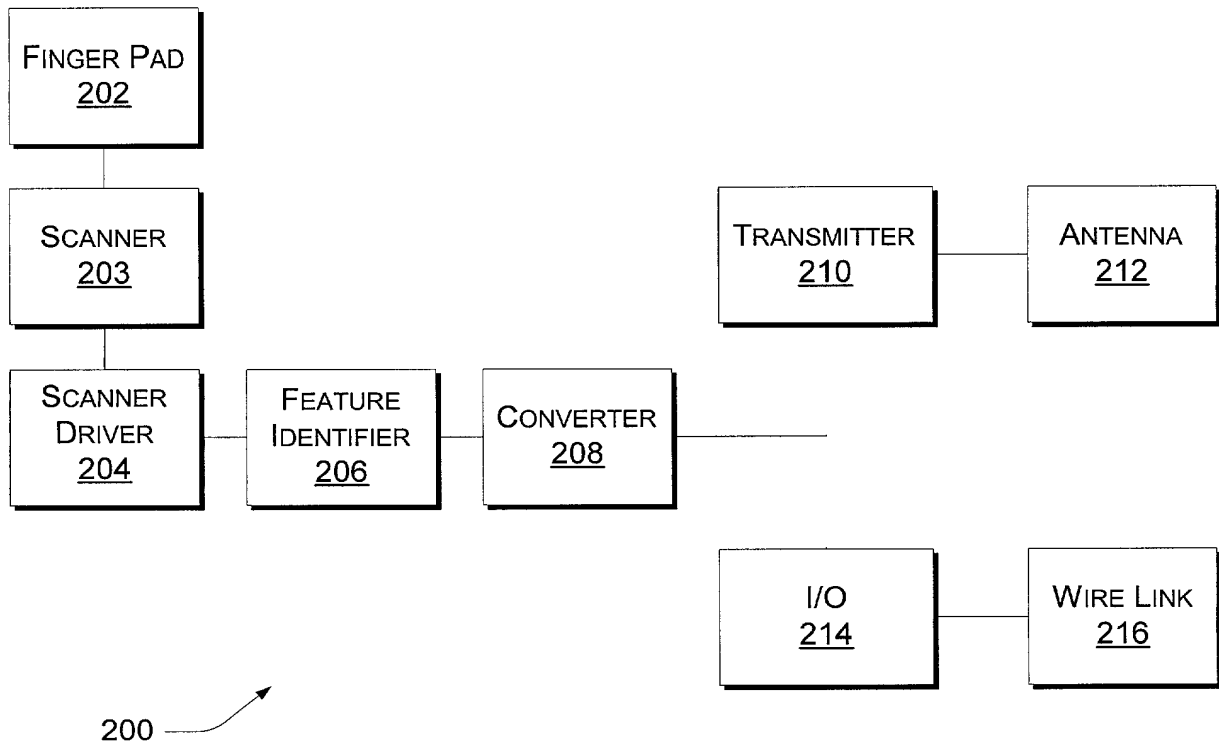 FINGER PAD
202
SCANNER
203
TRANSMITTER
210
ANTENNA
212
SCANNER
DRIVER
204
FEATURE
IDENTIFIER
206
CONVERTER
208
I/O
214
WIRE LINK
216
200